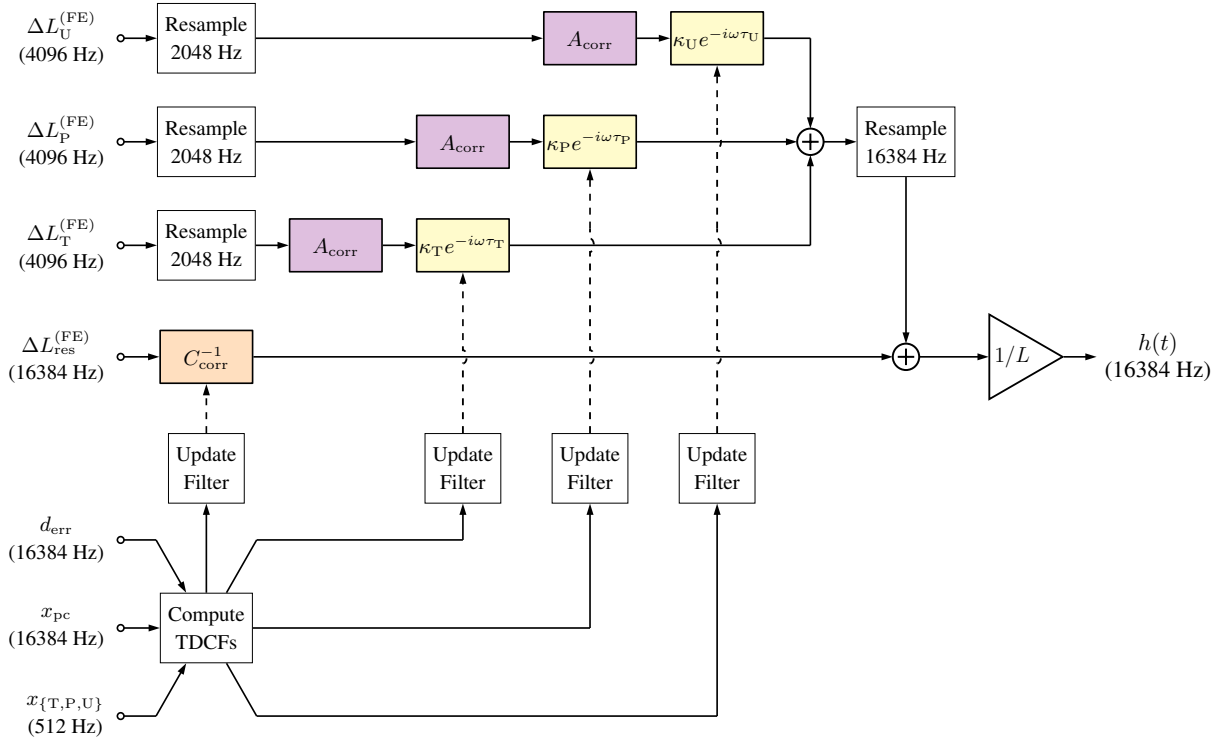 ΔL_U^(FE)
(4096 Hz)
Resample
2048 Hz
A_corr
κ_U e^{-iωτ_U}
ΔL_P^(FE)
(4096 Hz)
Resample
2048 Hz
A_corr
κ_P e^{-iωτ_P}
+
Resample
16384 Hz
ΔL_T^(FE)
(4096 Hz)
Resample
2048 Hz
A_corr
κ_T e^{-iωτ_T}
ΔL_res^(FE)
(16384 Hz)
C_corr^{-1}
+
1/L
h(t)
(16384 Hz)
Update
Filter
Update
Filter
Update
Filter
Update
Filter
d_err
(16384 Hz)
x_pc
(16384 Hz)
Compute
TDCFs
x_{T,P,U}
(512 Hz)